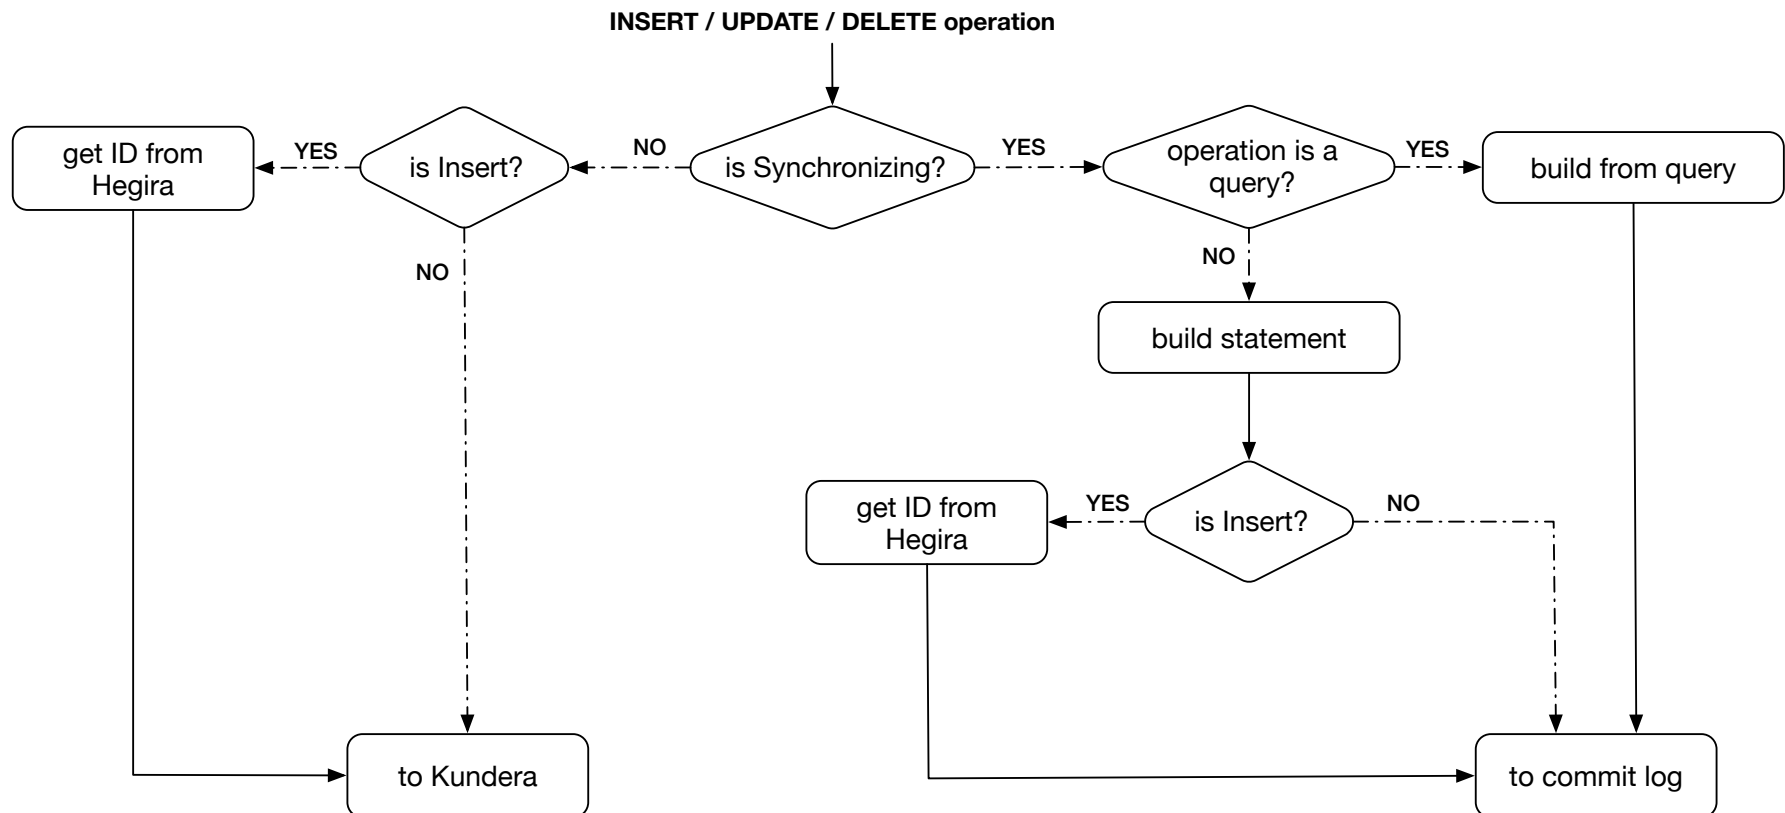 INSERT / UPDATE / DELETE operation
get ID from
Hegira
YES
is Insert?
NO
is Synchronizing?
YES
operation is a
query?
YES
build from query
NO
NO
build statement
get ID from
Hegira
YES
is Insert?
NO
to Kundera
to commit log